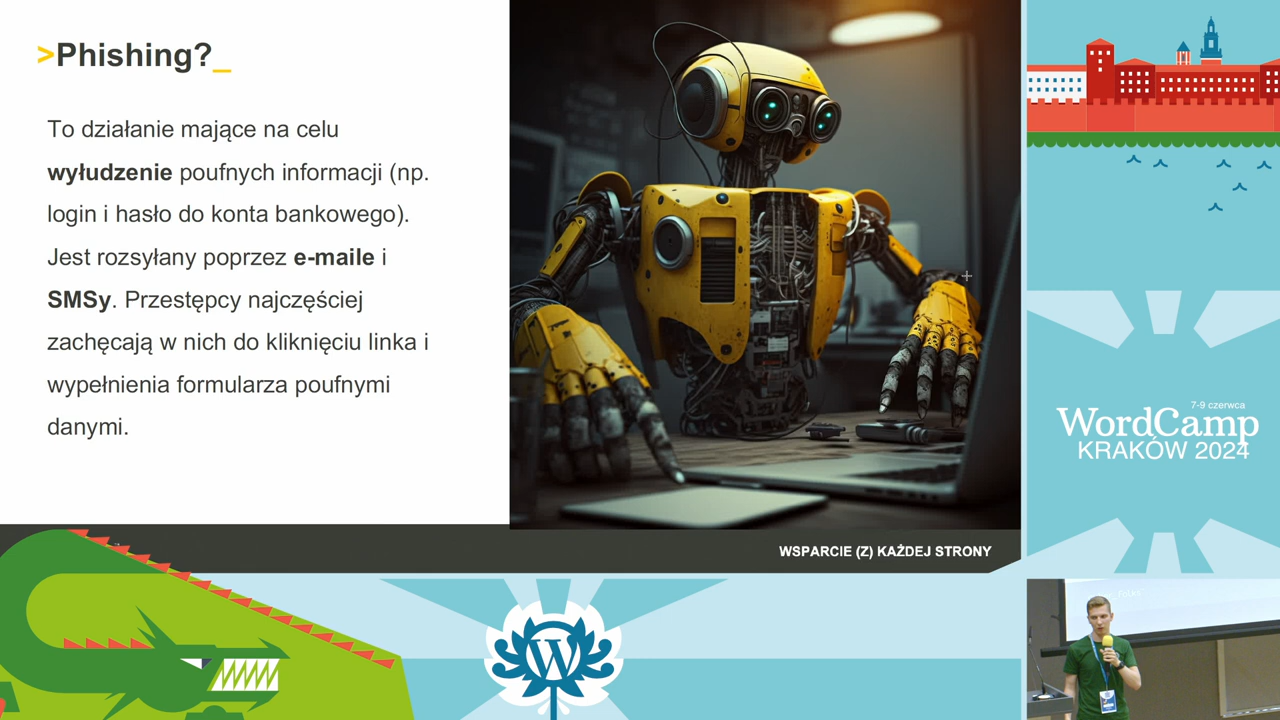 >Phishing?_
To działanie mające na celu
wyłudzenie poufnych informacji (np.
login i hasło do konta bankowego).
Jest rozsyłany poprzez e-maile i
SMSy. Przestępcy najczęściej
zachęcają w nich do kliknięcia linka i
wypełnienia formularza poufnymi
danymi.
WSPARCIE (Z) KAŻDEJ STRONY
7-9 czerwca
WordCamp
KRAKÓW 2024
W